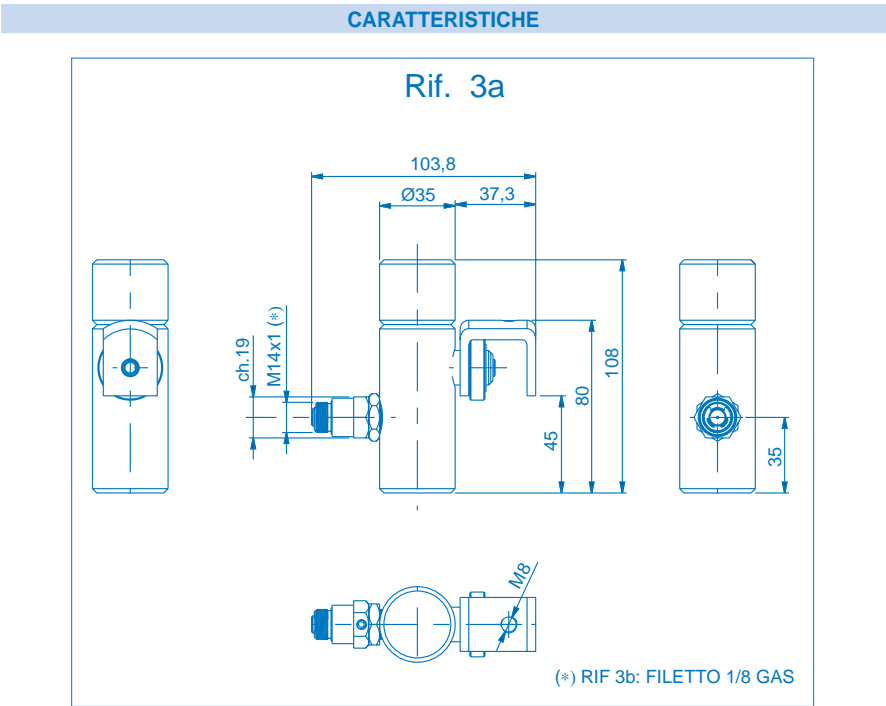 CARATTERISTICHE
Rif. 3a
103,8
Ø35
37,3
ch.19
M14x1 (*)
108
80
45
35
M8
(*) RIF 3b: FILETTO 1/8 GAS